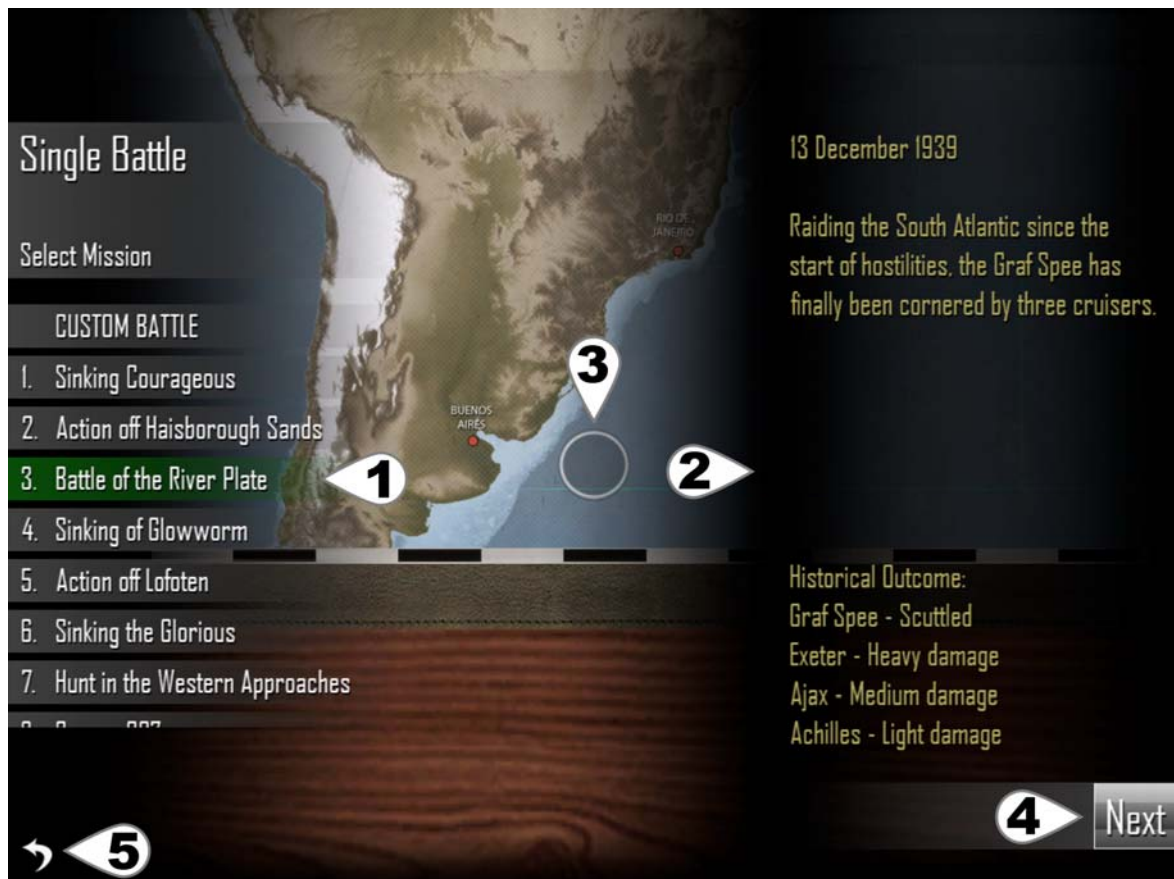 Single Battle
Select Mission
CUSTOM BATTLE
1. Sinking Courageous
2. Action off Haisborough Sands
3. Battle of the River Plate
4. Sinking of Glowworm
5. Action off Lofoten
6. Sinking the Glorious
7. Hunt in the Western Approaches
RIO DE
JANERIO
BUENOS
AIRES
3
1
2
13 December 1939
Raiding the South Atlantic since the
start of hostilities, the Graf Spee has
finally been cornered by three cruisers.
Historical Outcome:
Graf Spee - Scuttled
Exeter - Heavy damage
Ajax - Medium damage
Achilles - Light damage
4
Next
5